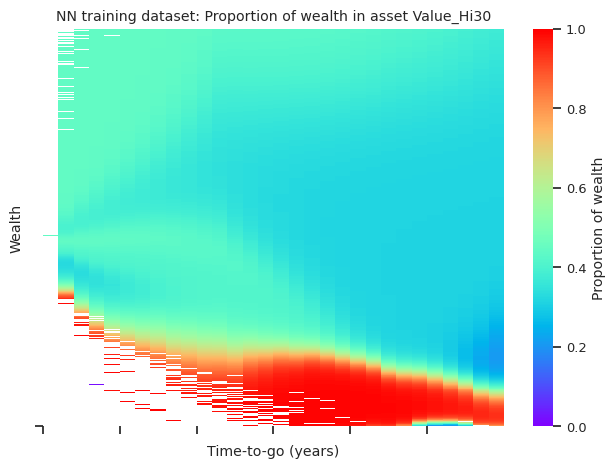 NN training dataset: Proportion of wealth in asset Value_Hi30
Wealth
Time-to-go (years)
1.0
0.8
0.6
0.4
0.2
0.0
Proportion of wealth